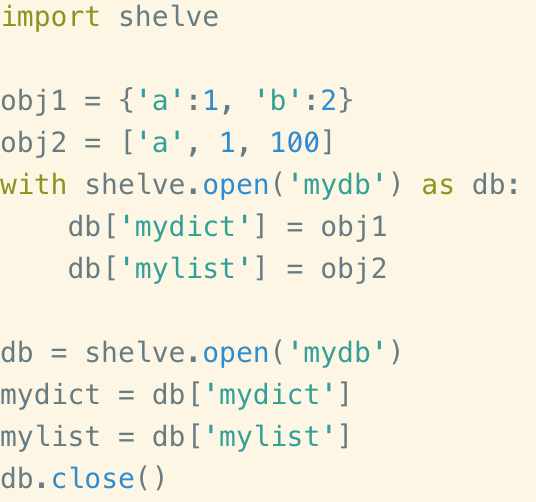 import shelve

obj1 = {'a':1, 'b':2}
obj2 = ['a', 1, 100]
with shelve.open('mydb') as db:
    db['mydict'] = obj1
    db['mylist'] = obj2

db = shelve.open('mydb')
mydict = db['mydict']
mylist = db['mylist']
db.close()